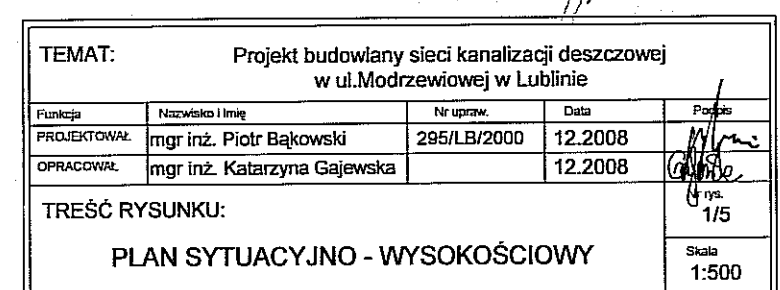 TEMAT: Projekt budowlany sieci kanalizacji deszczowej
w ul.Modrzewiowej w Lublinie
Funkcja Nazwisko i Imię Nr upraw. Data Podpis
PROJEKTOWAŁ mgr inż. Piotr Bąkowski 295/LB/2000 12.2008
OPRACOWAŁ mgr inż. Katarzyna Gajewska 12.2008
TREŚĆ RYSUNKU: Nr rys.
1/5
PLAN SYTUACYJNO - WYSOKOŚCIOWY Skala
1:500